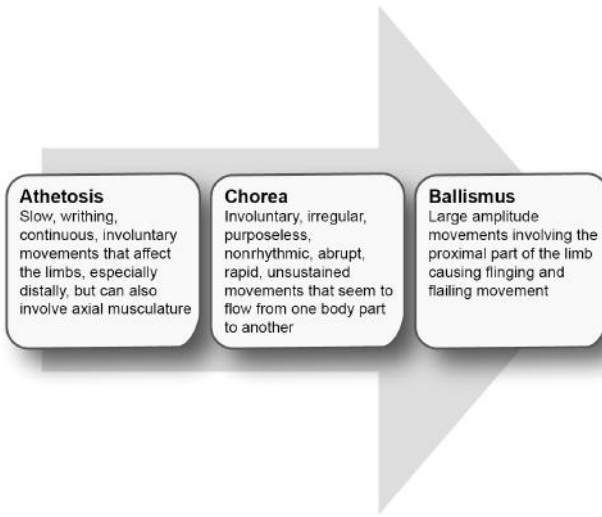 Athetosis
Slow, writhing,
continuous, involuntary
movements that affect
the limbs, especially
distally, but can also
involve axial musculature
Chorea
Involuntary, irregular,
purposeless,
nonrhythmic, abrupt,
rapid, unsustained
movements that seem to
flow from one body part
to another
Ballismus
Large amplitude
movements involving the
proximal part of the limb
causing flinging and
flailing movement